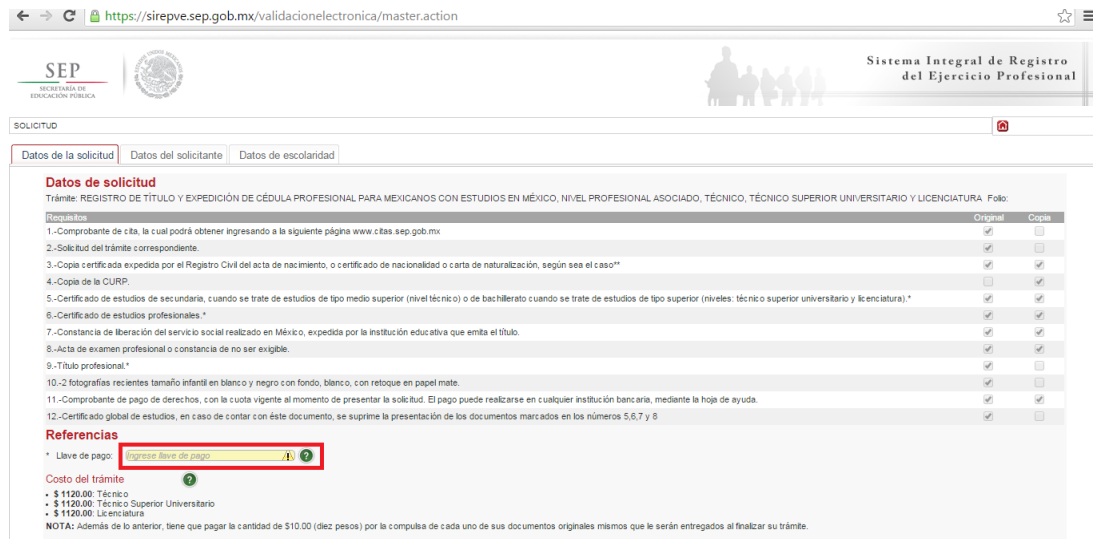 https://sirepve.sep.gob.mx/validacionelectronica/master.action
SEP
SECRETARÍA DE
EDUCACIÓN PÚBLICA
Sistema Integral de Registro
del Ejercicio Profesional
SOLICITUD
Datos de la solicitud Datos del solicitante Datos de escolaridad
Datos de solicitud
Trámite: REGISTRO DE TÍTULO Y EXPEDICIÓN DE CÉDULA PROFESIONAL PARA MEXICANOS CON ESTUDIOS EN MÉXICO, NIVEL PROFESIONAL ASOCIADO, TÉCNICO, TÉCNICO SUPERIOR UNIVERSITARIO Y LICENCIATURA Folio:
Requisitos Original Copia
1.-Comprobante de cita, la cual podrá obtener ingresando a la siguiente página www.citas.sep.gob.mx
2.-Solicitud del trámite correspondiente.
3.-Copia certificada expedida por el Registro Civil del acta de nacimiento, o certificado de nacionalidad o carta de naturalización, según sea el caso**
4.-Copia de la CURP.
5.-Certificado de estudios de secundaria, cuando se trate de estudios de tipo medio superior (nivel técnico) o de bachillerato cuando se trate de estudios de tipo superior (niveles: técnico superior universitario y licenciatura).*
6.-Certificado de estudios profesionales.*
7.-Constancia de liberación del servicio social realizado en México, expedida por la institución educativa que emita el título.
8.-Acta de examen profesional o constancia de no ser exigible.
9.-Título profesional.*
10.-2 fotografías recientes tamaño infantil en blanco y negro con fondo, blanco, con retoque en papel mate.
11.-Comprobante de pago de derechos, con la cuota vigente al momento de presentar la solicitud. El pago puede realizarse en cualquier institución bancaria, mediante la hoja de ayuda.
12.-Certificado global de estudios, en caso de contar con éste documento, se suprime la presentación de los documentos marcados en los números 5,6,7 y 8
Referencias
* Llave de pago: Ingrese llave de pago ?
Costo del trámite ?
• $ 1120.00: Técnico
• $ 1120.00: Técnico Superior Universitario
• $ 1120.00: Licenciatura
NOTA: Además de lo anterior, tiene que pagar la cantidad de $10.00 (diez pesos) por la compulsa de cada uno de sus documentos originales mismos que le serán entregados al finalizar su trámite.